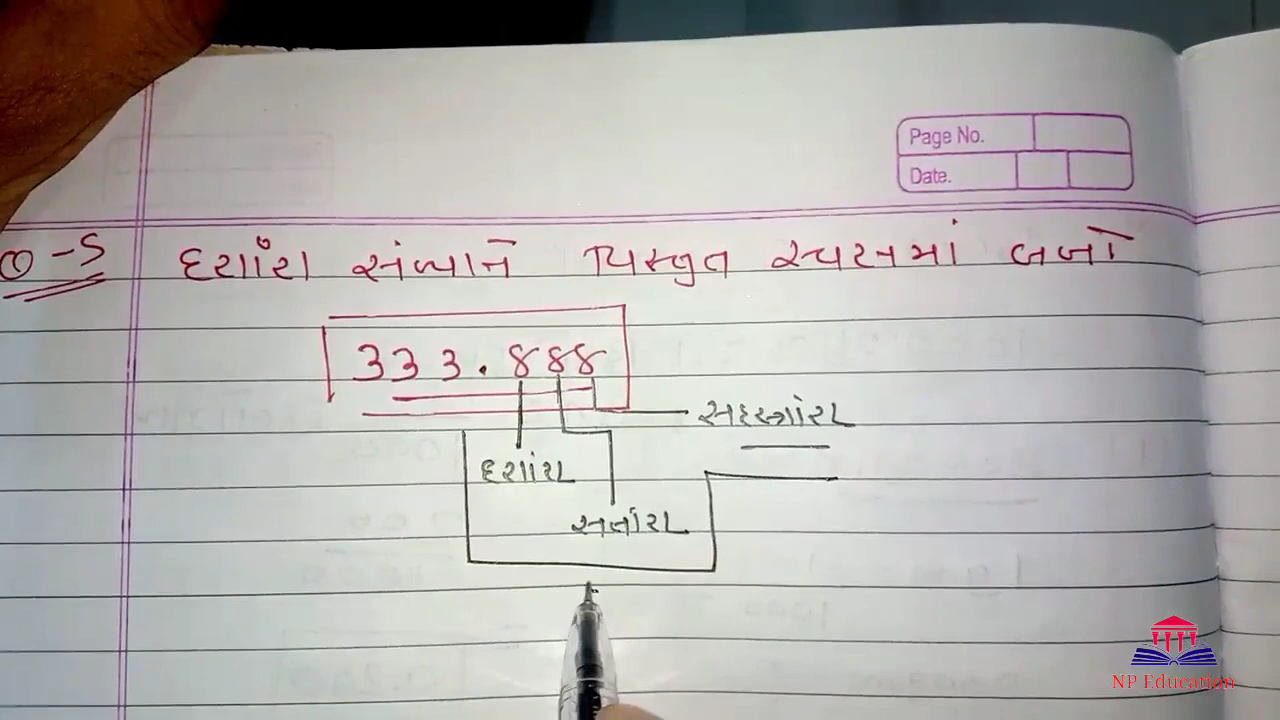 Page No.
Date.
Q-5 દશાંશ સંખ્યાને વિસ્તૃત સ્વરૂપમાં લખો
333.888
સહસ્ત્રાંશ
દશાંશ
શતાંશ
NP Education